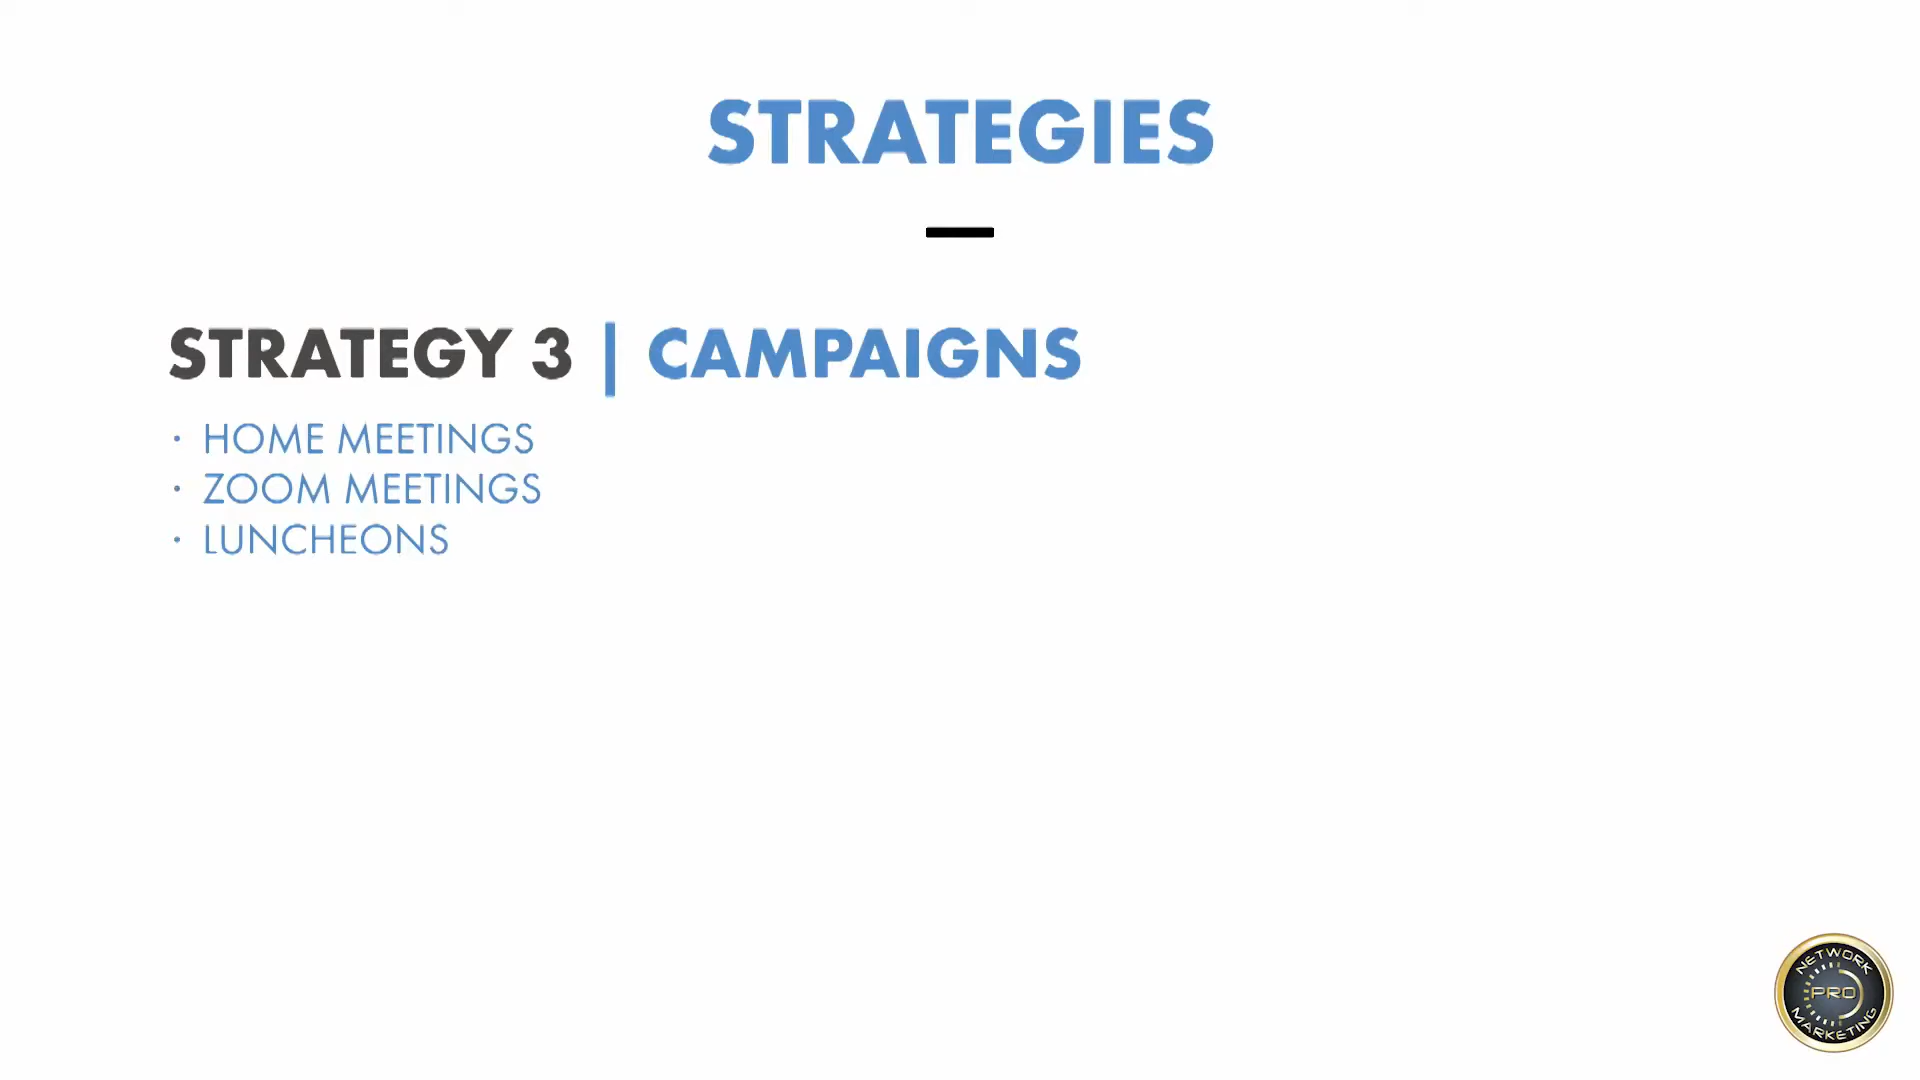 STRATEGIES
STRATEGY 3 | CAMPAIGNS
· HOME MEETINGS
· ZOOM MEETINGS
· LUNCHEONS
NETWORK
PRO
MARKETING